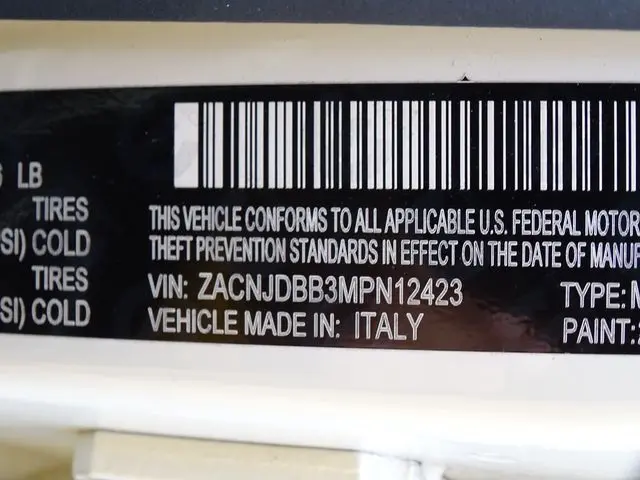 LB
TIRES
SI) COLD
TIRES
SI) COLD
THIS VEHICLE CONFORMS TO ALL APPLICABLE U.S. FEDERAL MOTOR
THEFT PREVENTION STANDARDS IN EFFECT ON THE DATE OF MANUF
VIN: ZACNJDBB3MPN12423 TYPE: M
VEHICLE MADE IN: ITALY PAINT: